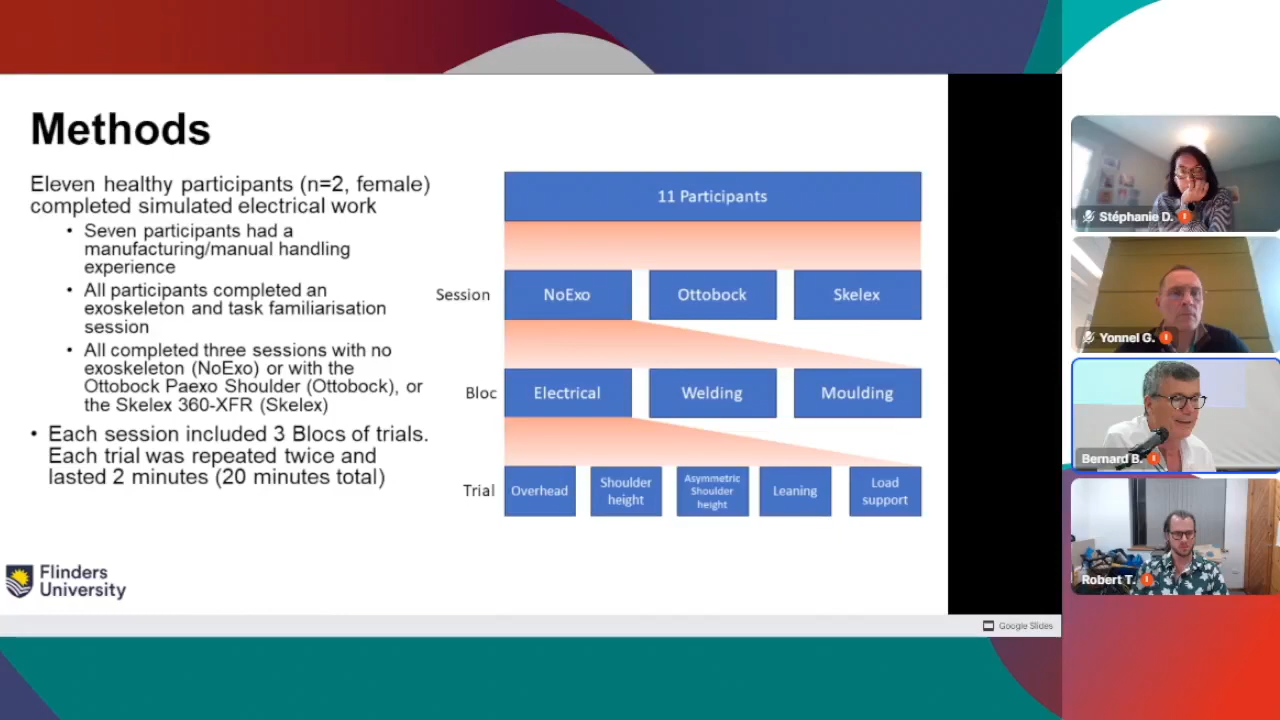 Methods
Eleven healthy participants (n=2, female)
completed simulated electrical work
• Seven participants had a
manufacturing/manual handling
experience
• All participants completed an
exoskeleton and task familiarisation
session
• All completed three sessions with no
exoskeleton (NoExo) or with the
Ottobock Paexo Shoulder (Ottobock), or
the Skelex 360-XFR (Skelex)
• Each session included 3 Blocs of trials.
Each trial was repeated twice and
lasted 2 minutes (20 minutes total)
11 Participants
Session
NoExo
Ottobock
Skelex
Bloc
Electrical
Welding
Moulding
Trial
Overhead
Shoulder
height
Asymmetric
Shoulder
height
Leaning
Load
support
Flinders
University
Google Slides
Stéphanie D.
Yonnel G.
Bernard B.
Robert T.